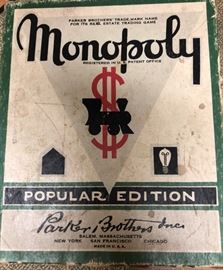 PARKER BROTHERS' TRADE-MARK NAME
FOR ITS REAL ESTATE TRADING GAME
Monopoly
REGISTERED IN U.S. PATENT OFFICE
POPULAR EDITION
Parker Brothers Inc.
SALEM, MASSACHUSETTS
NEW YORK SAN FRANCISCO CHICAGO
MADE IN U.S.A.